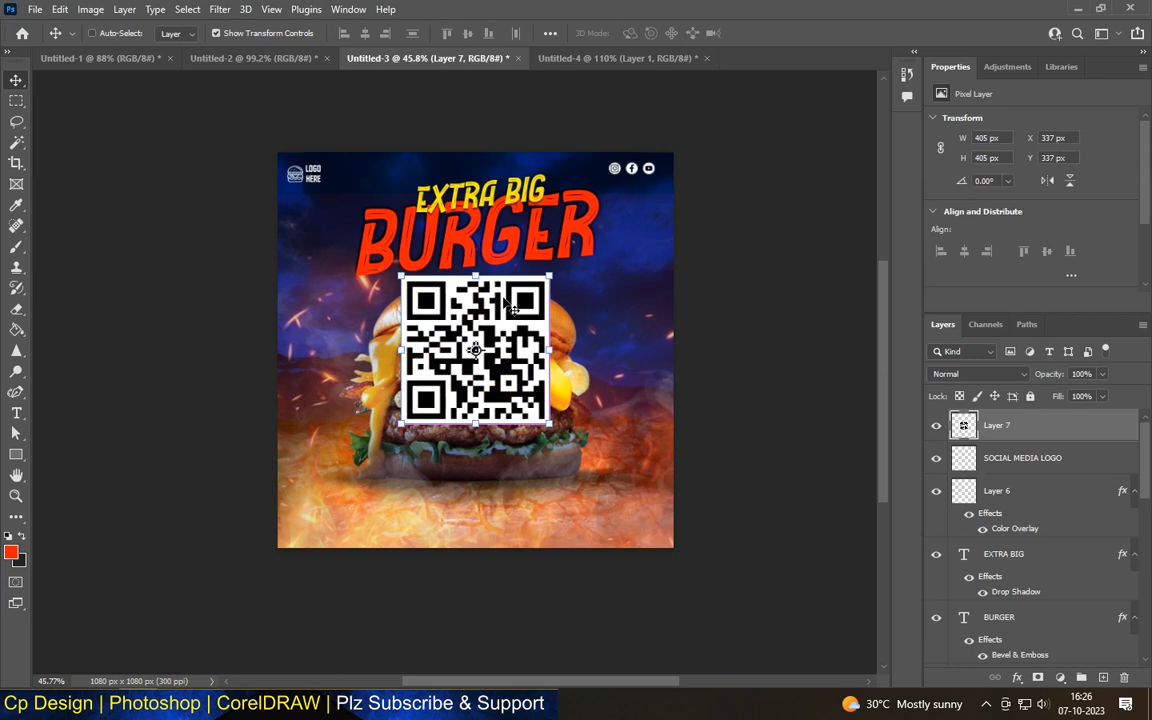 Ps File Edit Image Layer Type Select Filter 3D View Plugins Window Help
Auto-Select: Layer Show Transform Controls 3D Mode:
Untitled-1 @ 88% (RGB/8#) * Untitled-2 @ 99.2% (RGB/8#) * Untitled-3 @ 45.8% (Layer 7, RGB/8#) * Untitled-4 @ 110% (Layer 1, RGB/8#) *
Properties Adjustments Libraries
Pixel Layer
Transform
W 405 px X 337 px
H 405 px Y 337 px
0.00°
Align and Distribute
Align:
LOGO
HERE
EXTRA BIG
BURGER
Layers Channels Paths
Kind
Normal Opacity: 100%
Lock: Fill: 100%
Layer 7
SOCIAL MEDIA LOGO
Layer 6 fx
Effects
Color Overlay
T EXTRA BIG fx
Effects
Drop Shadow
T BURGER fx
Effects
Bevel & Emboss
45.77% 1080 px x 1080 px (300 ppi)
Cp Design | Photoshop | CorelDRAW | Plz Subscribe & Support
30°C Mostly sunny
16:26
07-10-2023